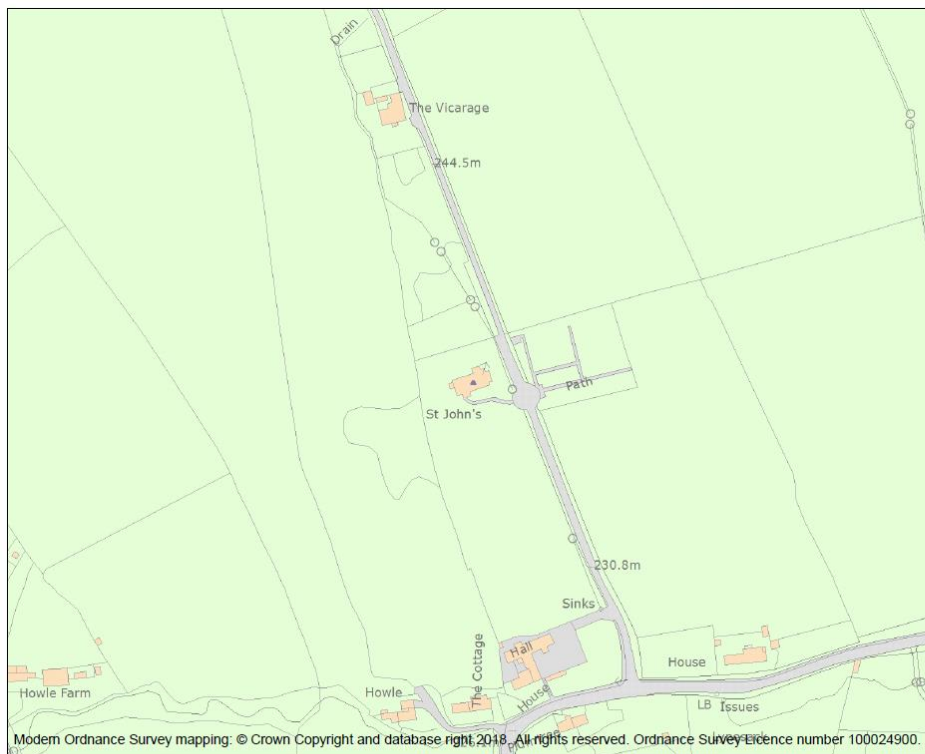 Drain
The Vicarage
244.5m
Path
St John's
230.8m
Sinks
Hall
The Cottage
House
House
Howle Farm
Howle
LB
Issues
Modern Ordnance Survey mapping: © Crown Copyright and database right 2018. All rights reserved. Ordnance Survey Licence number 100024900.